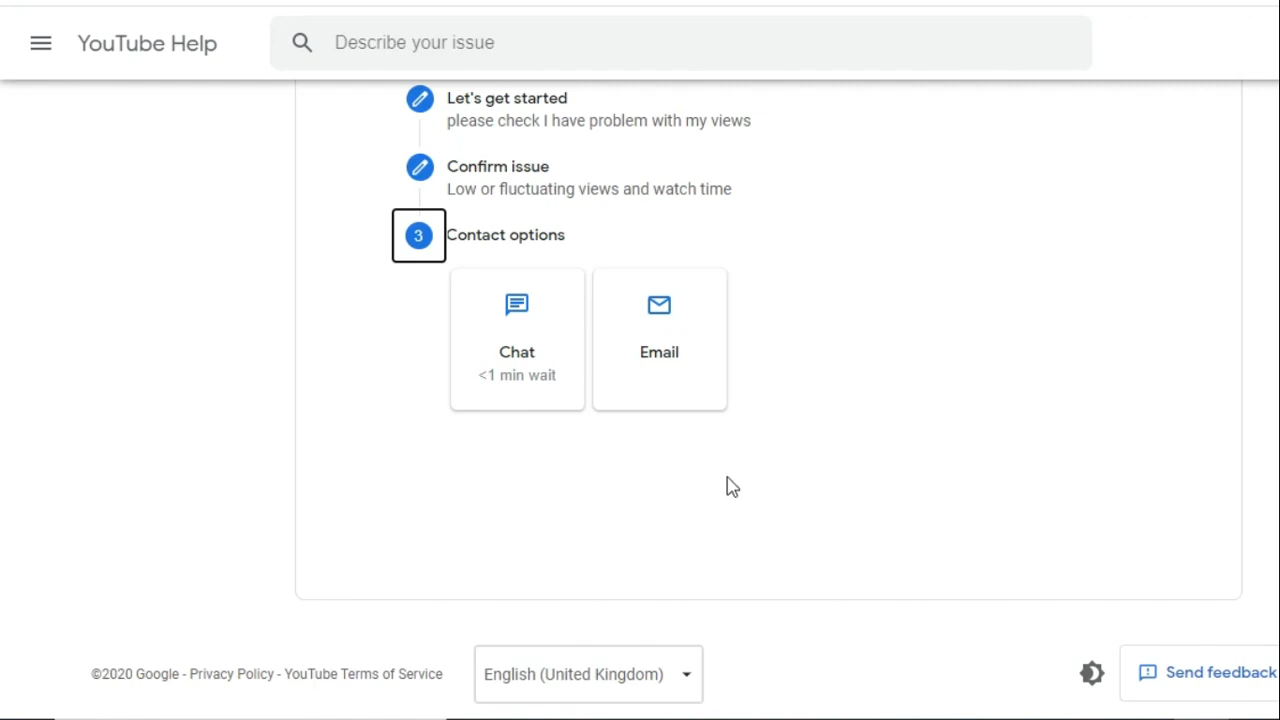 YouTube Help
Describe your issue
Let's get started
please check I have problem with my views
Confirm issue
Low or fluctuating views and watch time
3 Contact options
Chat
<1 min wait
Email
©2020 Google - Privacy Policy - YouTube Terms of Service
English (United Kingdom)
Send feedback